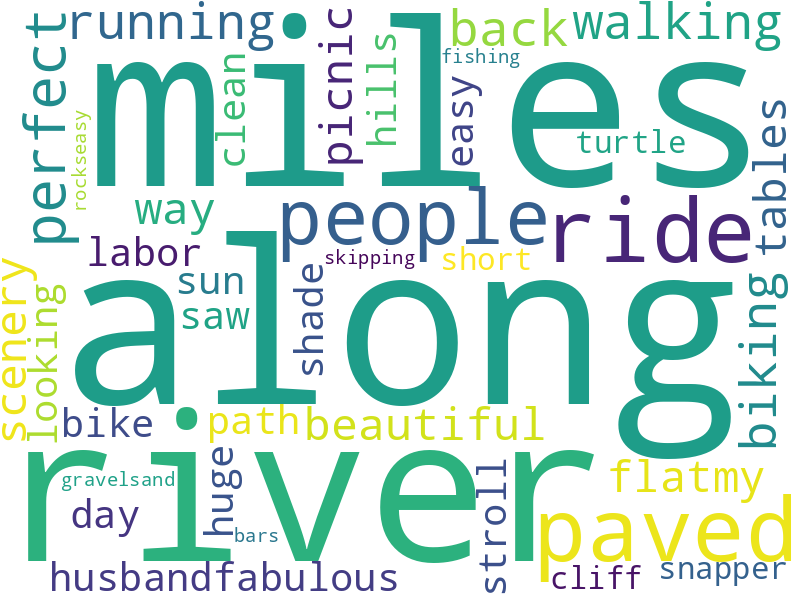 running
miles
back
walking
fishing
perfect
clean
picnic
hills
easy
rockseasy
turtle
tables
way
people
ride
labor
skipping
short
scenery
looking
sun
saw
shade
along
biking
bike
path
beautiful
river
huge
stroll
flatmy
gravelsand
day
bars
paved
husbandfabulous
cliff
snapper